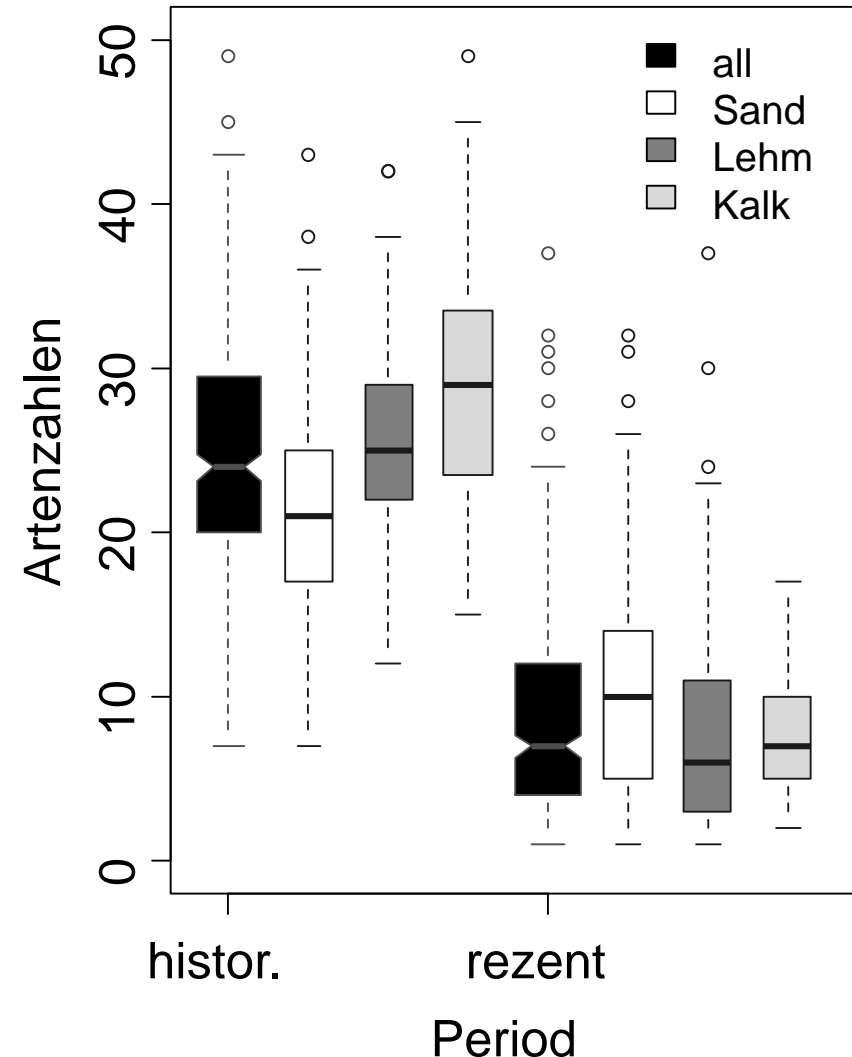 50
40
30
20
10
0
Artenzahlen
all
Sand
Lehm
Kalk
histor.
rezent
Period